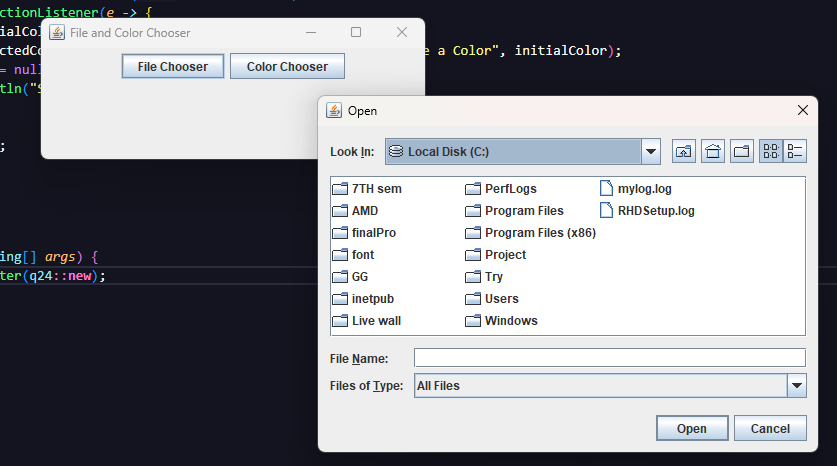 ctionListener(e -> {
ialCol
ctedCo
e a Color", initialColor);
= null
tln("S
;
ing[] args) {
ter(q24::new);
File and Color Chooser
File Chooser
Color Chooser
Open
Look In:
Local Disk (C:)
7TH sem
AMD
finalPro
font
GG
inetpub
Live wall
PerfLogs
Program Files
Program Files (x86)
Project
Try
Users
Windows
mylog.log
RHDSetup.log
File Name:
Files of Type:
All Files
Open
Cancel